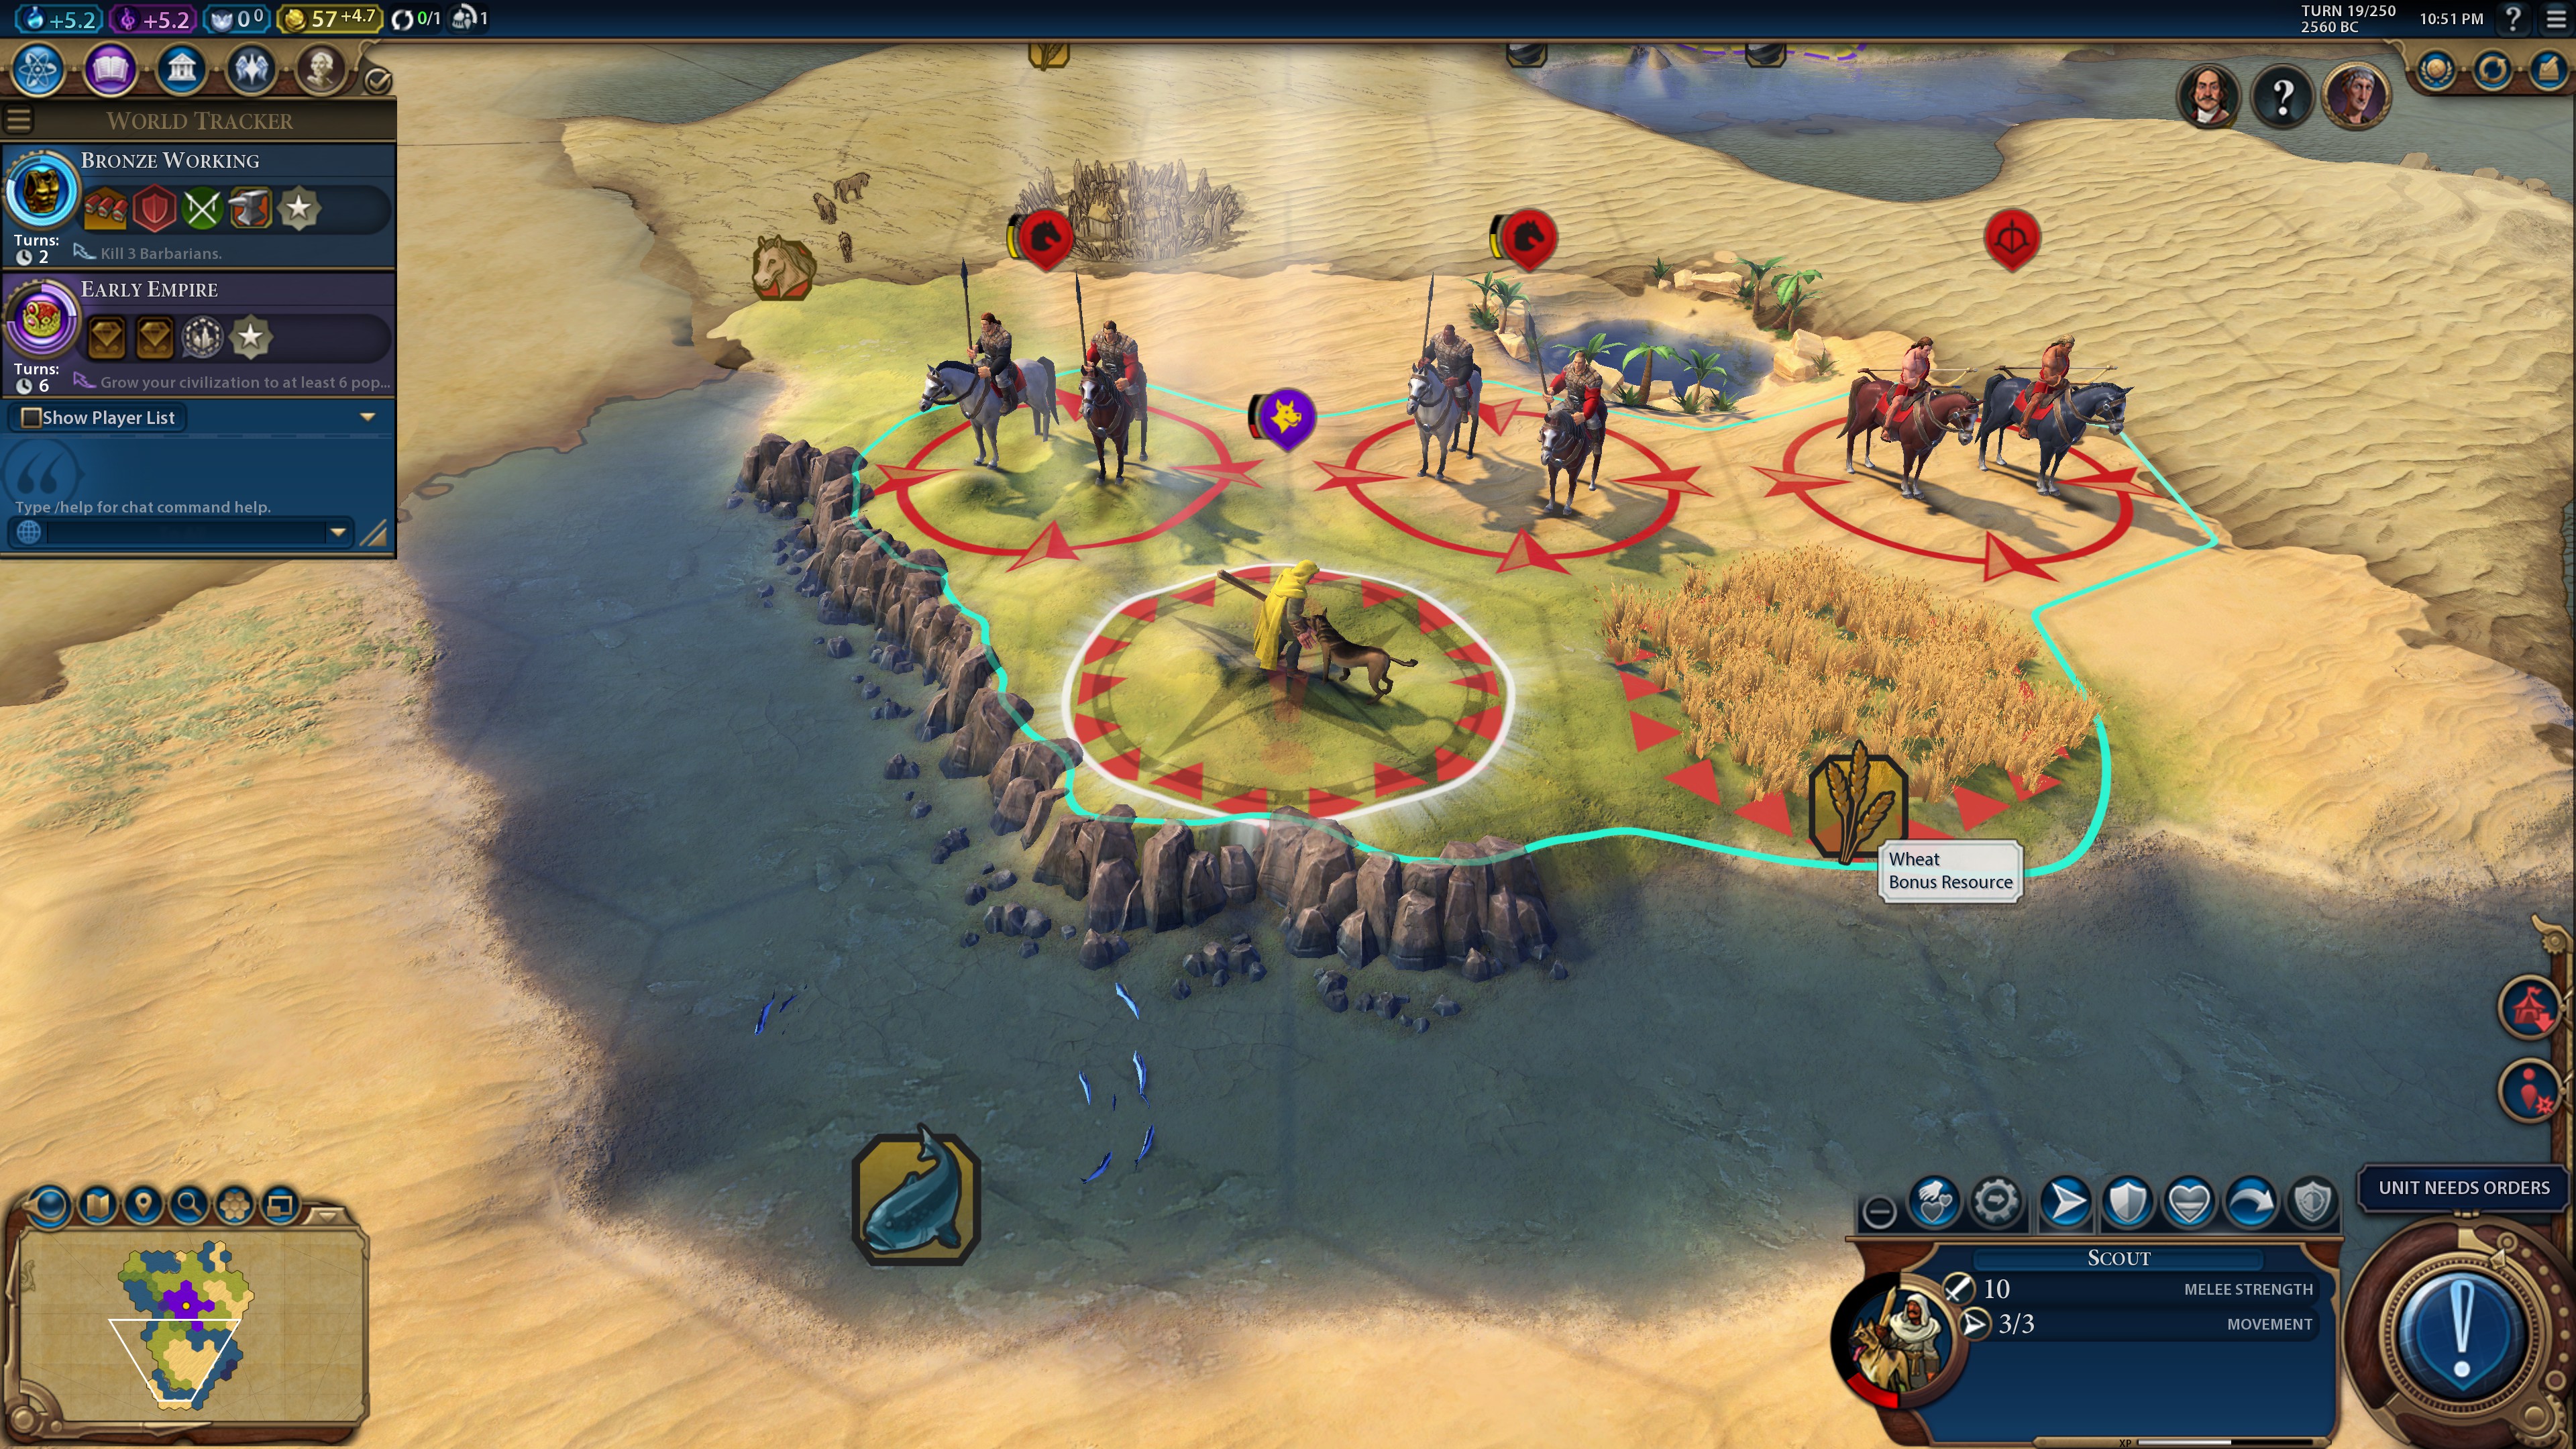 +5.2
+5.2
0 0
57 +4.7
0/1
1
TURN 19/250
2560 BC
10:51 PM
?
WORLD TRACKER
BRONZE WORKING
Turns:
2
Kill 3 Barbarians.
EARLY EMPIRE
Turns:
6
Grow your civilization to at least 6 pop...
Show Player List
Type /help for chat command help.
?
Wheat
Bonus Resource
UNIT NEEDS ORDERS
SCOUT
10 MELEE STRENGTH
3/3 MOVEMENT
XP